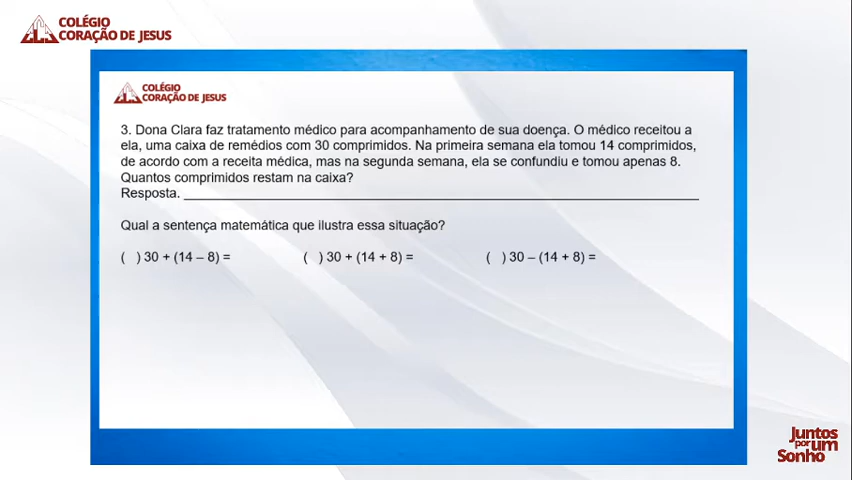 COLÉGIO
CORAÇÃO DE JESUS
COLÉGIO
CORAÇÃO DE JESUS
3. Dona Clara faz tratamento médico para acompanhamento de sua doença. O médico receitou a
ela, uma caixa de remédios com 30 comprimidos. Na primeira semana ela tomou 14 comprimidos,
de acordo com a receita médica, mas na segunda semana, ela se confundiu e tomou apenas 8.
Quantos comprimidos restam na caixa?
Resposta. ____________________
Qual a sentença matemática que ilustra essa situação?
( ) 30 + (14 – 8) = ( ) 30 + (14 + 8) = ( ) 30 – (14 + 8) =
Juntos
por um
Sonho